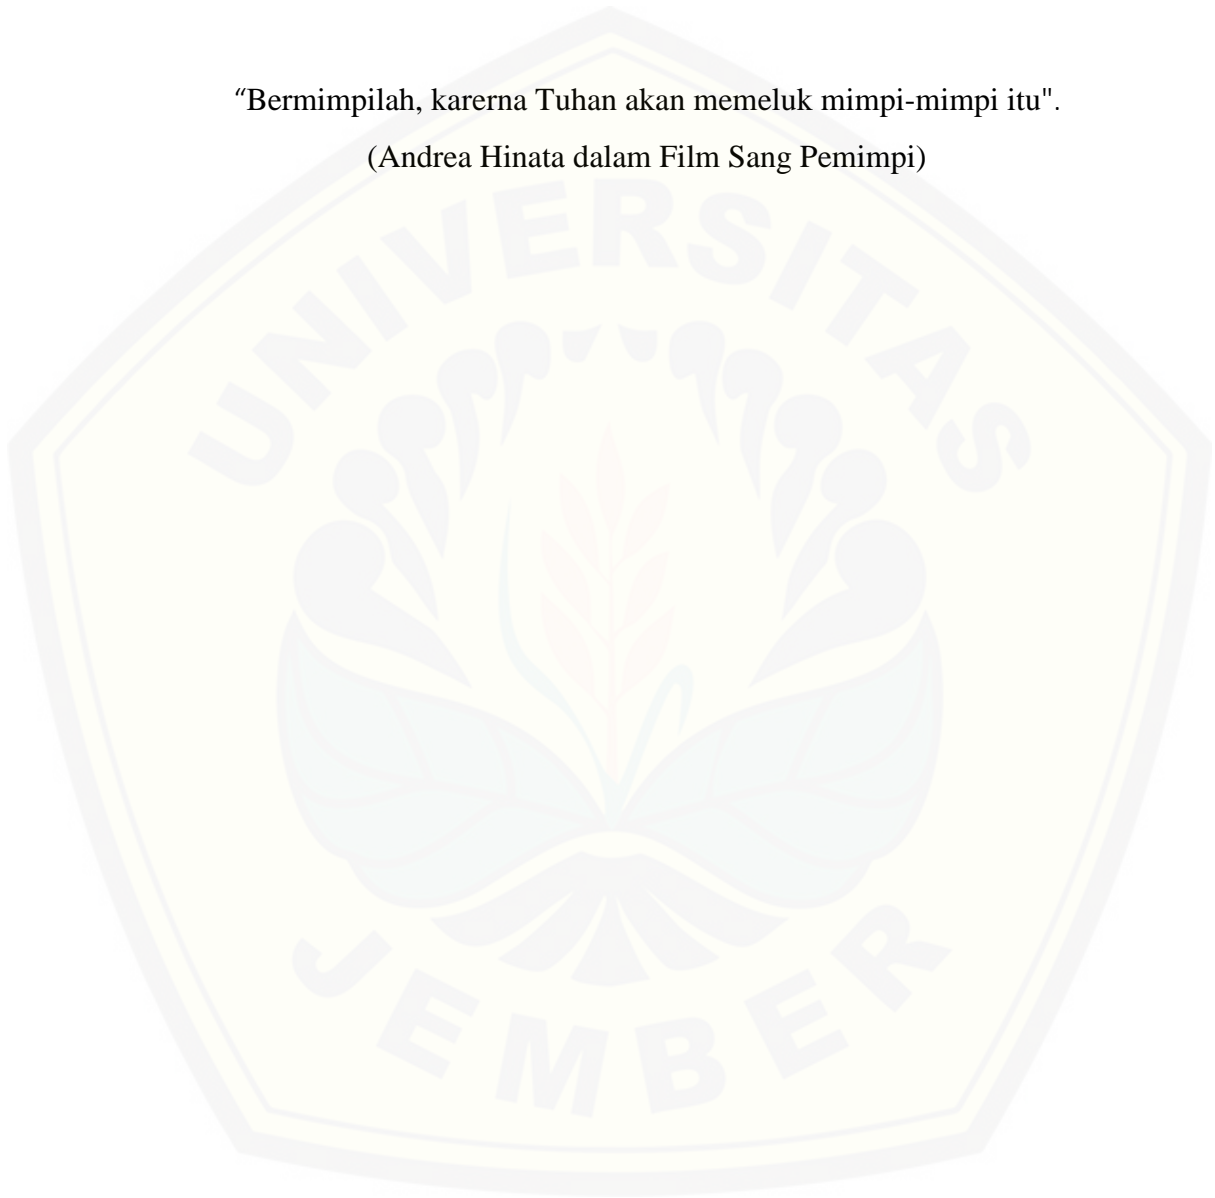 “Bermimpilah, karerna Tuhan akan memeluk mimpi-mimpi itu".
(Andrea Hinata dalam Film Sang Pemimpi)
UNIVERSITAS
JEMBER